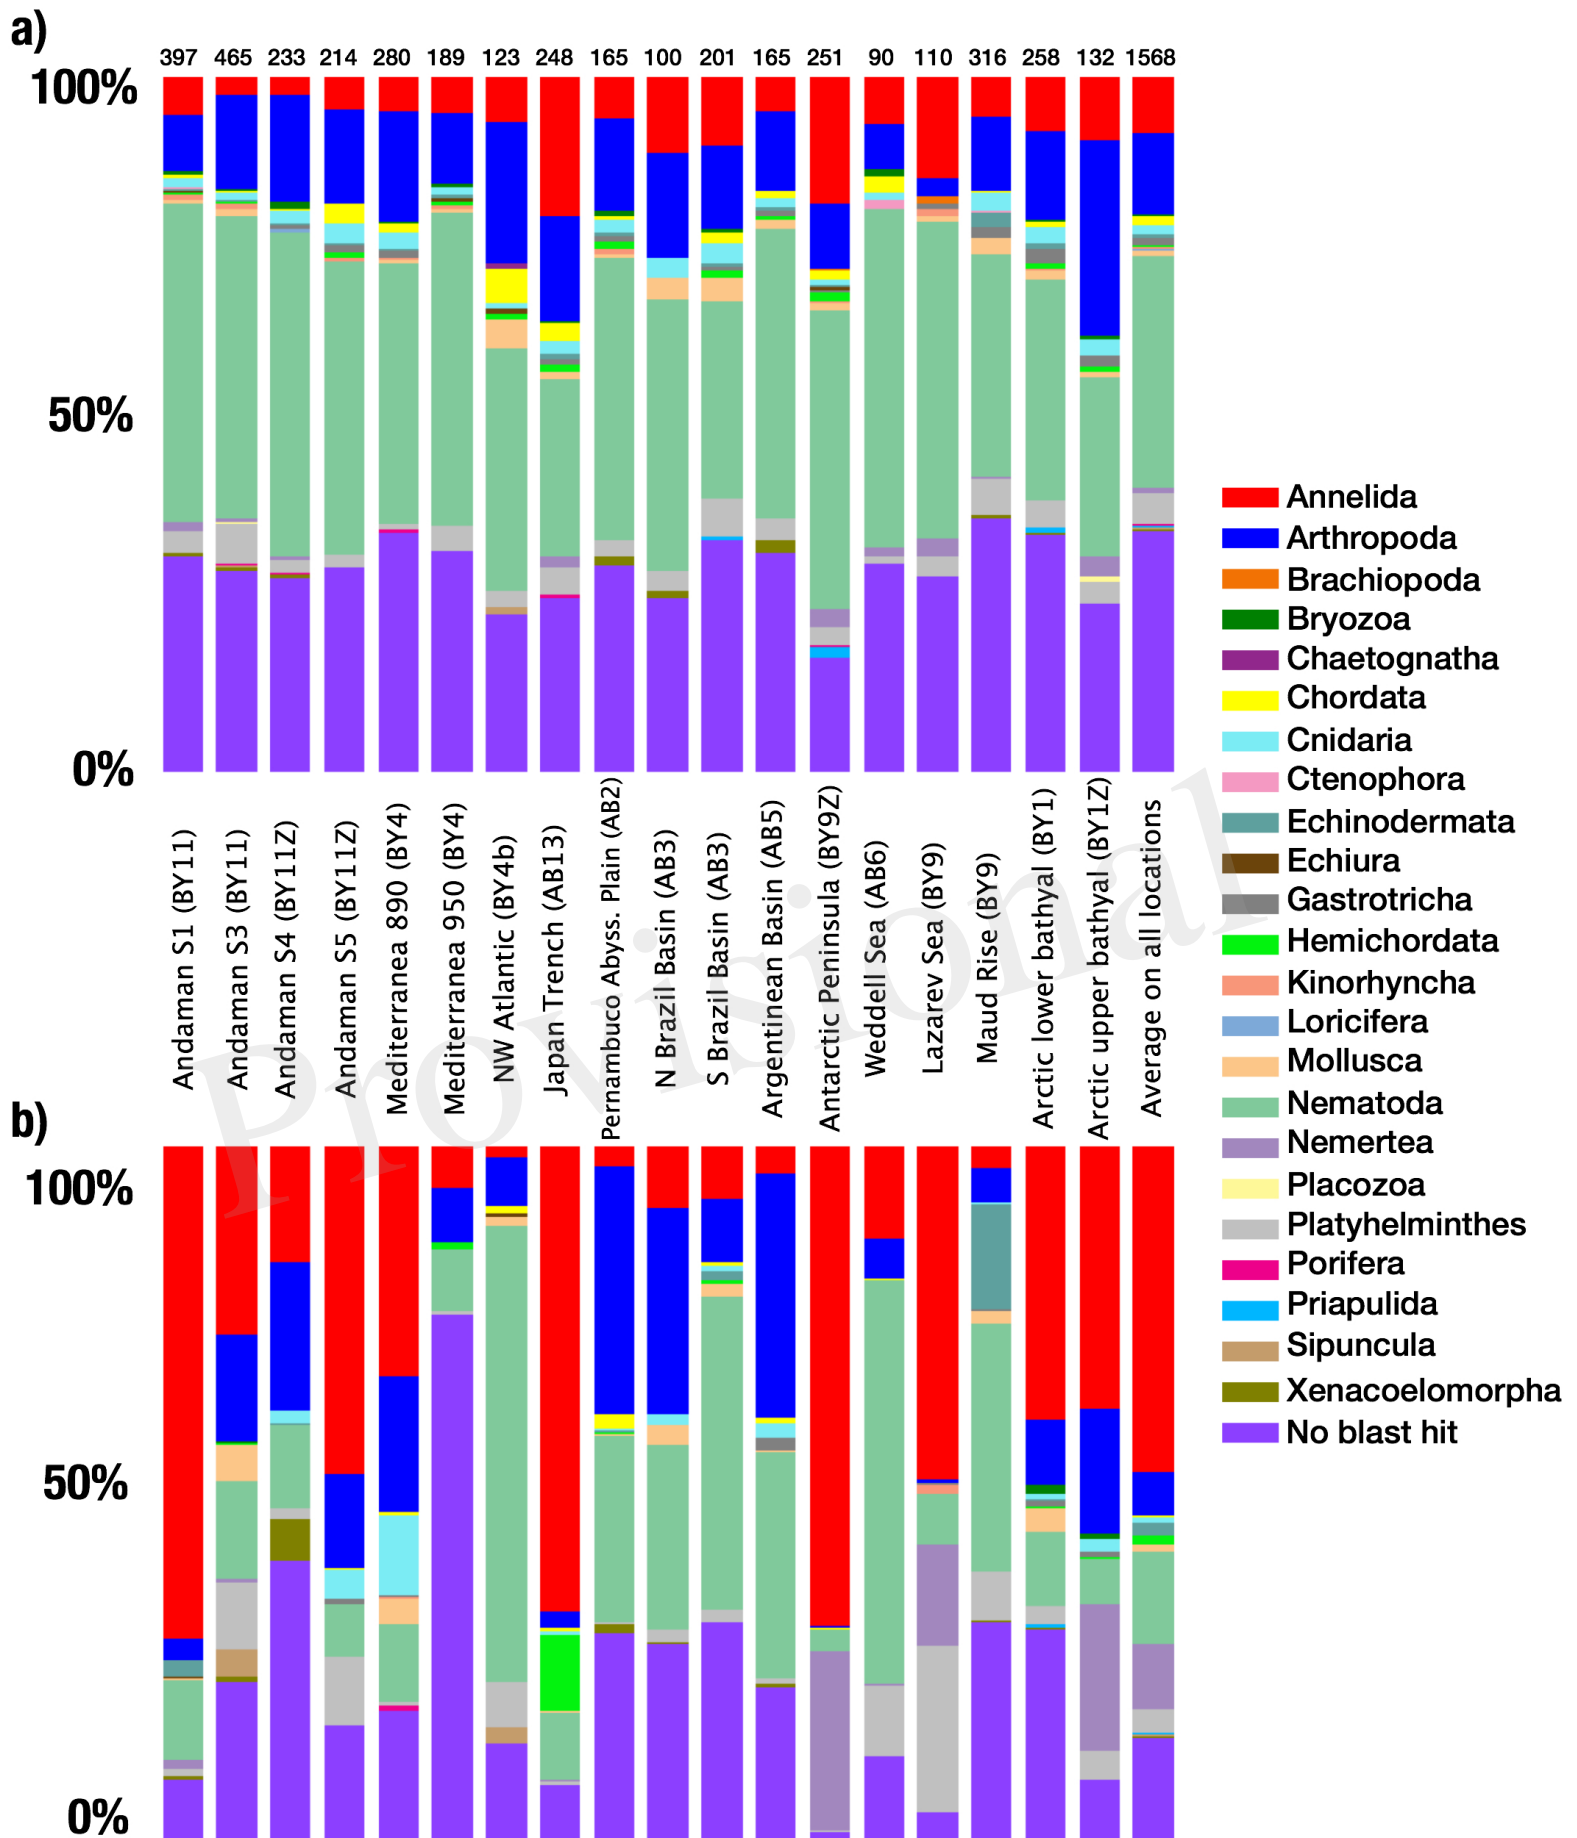 a)
397 465 233 214 280 189 123 248 165 100 201 165 251 90 110 316 258 132 1568
100%
50%
0%
Andaman S1 (BY11)
Andaman S3 (BY11)
Andaman S4 (BY11Z)
Andaman S5 (BY11Z)
Mediterranea 890 (BY4)
Mediterranea 950 (BY4)
NW Atlantic (BY4b)
Japan Trench (AB13)
Pernambuco Abyss. Plain (AB2)
N Brazil Basin (AB3)
S Brazil Basin (AB3)
Argentinean Basin (AB5)
Antarctic Peninsula (BY9Z)
Weddell Sea (AB6)
Lazarev Sea (BY9)
Maud Rise (BY9)
Arctic lower bathyal (BY1)
Arctic upper bathyal (BY1Z)
Average on all locations
Annelida
Arthropoda
Brachiopoda
Bryozoa
Chaetognatha
Chordata
Cnidaria
Ctenophora
Echinodermata
Echiura
Gastrotricha
Hemichordata
Kinorhyncha
Loricifera
Mollusca
Nematoda
Nemertea
Placozoa
Platyhelminthes
Porifera
Priapulida
Sipuncula
Xenacoelomorpha
No blast hit
Provisional
b)
100%
50%
0%